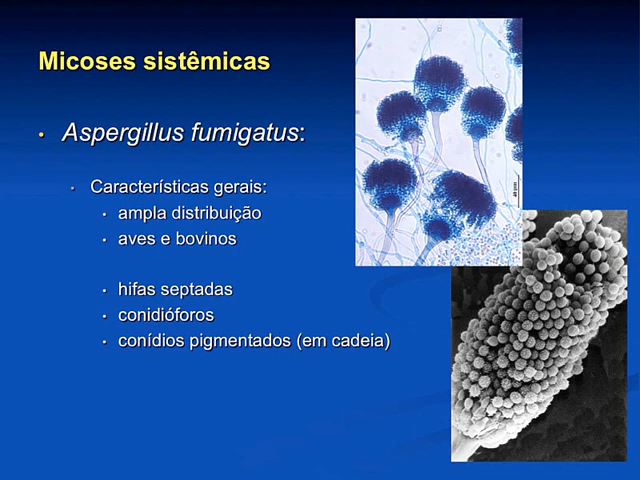 Micoses sistêmicas
• Aspergillus fumigatus:
• Características gerais:
• ampla distribuição
• aves e bovinos
• hifas septadas
• conidióforos
• conídios pigmentados (em cadeia)